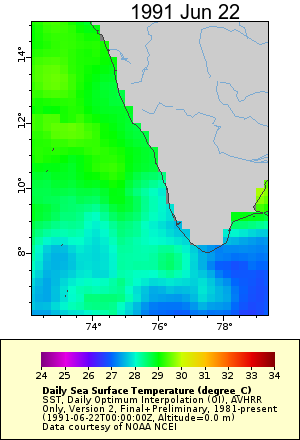 1991 Jun 22
14°
12°
10°
8°
74° 76° 78°
24 25 26 27 28 29 30 31 32 33 34
Daily Sea Surface Temperature (degree_C)
SST, Daily Optimum Interpolation (OI), AVHRR
Only, Version 2, Final+Preliminary, 1981-present
(1991-06-22T00:00:00Z, Altitude=0.0 m)
Data courtesy of NOAA NCEI